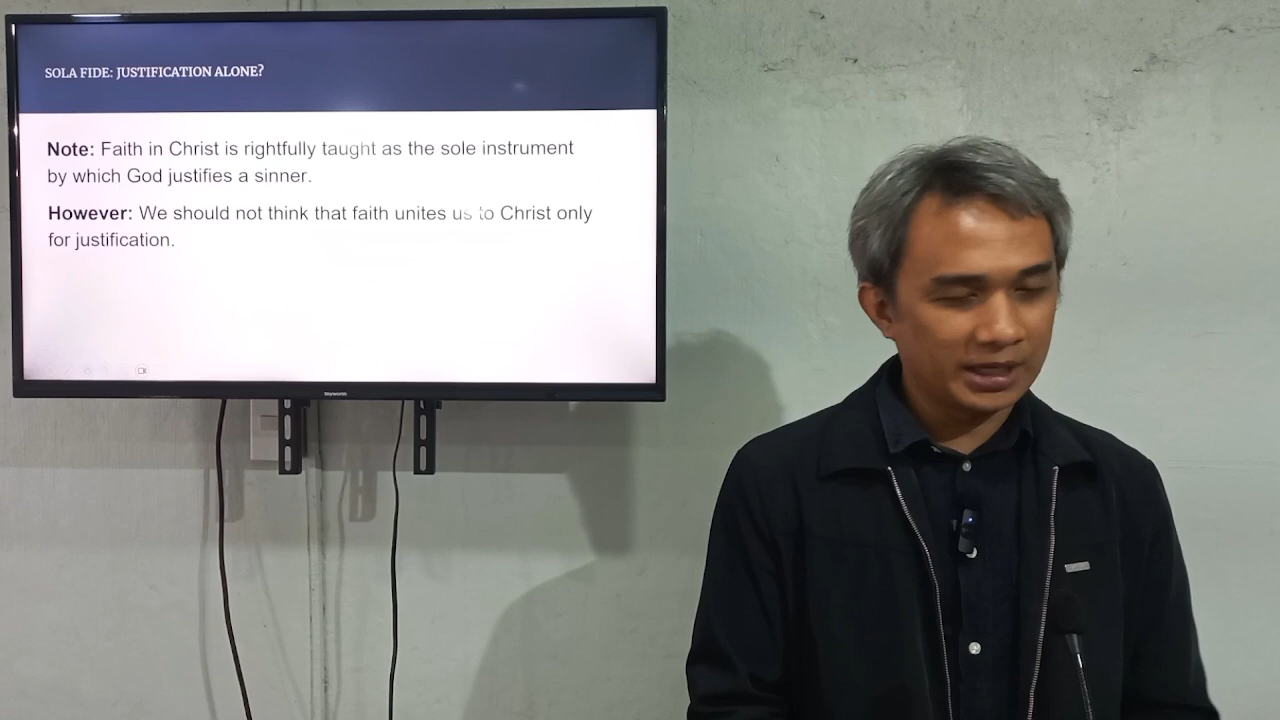 SOLA FIDE: JUSTIFICATION ALONE?
Note: Faith in Christ is rightfully taught as the sole instrument
by which God justifies a sinner.
However: We should not think that faith unites us to Christ only
for justification.
skyworth